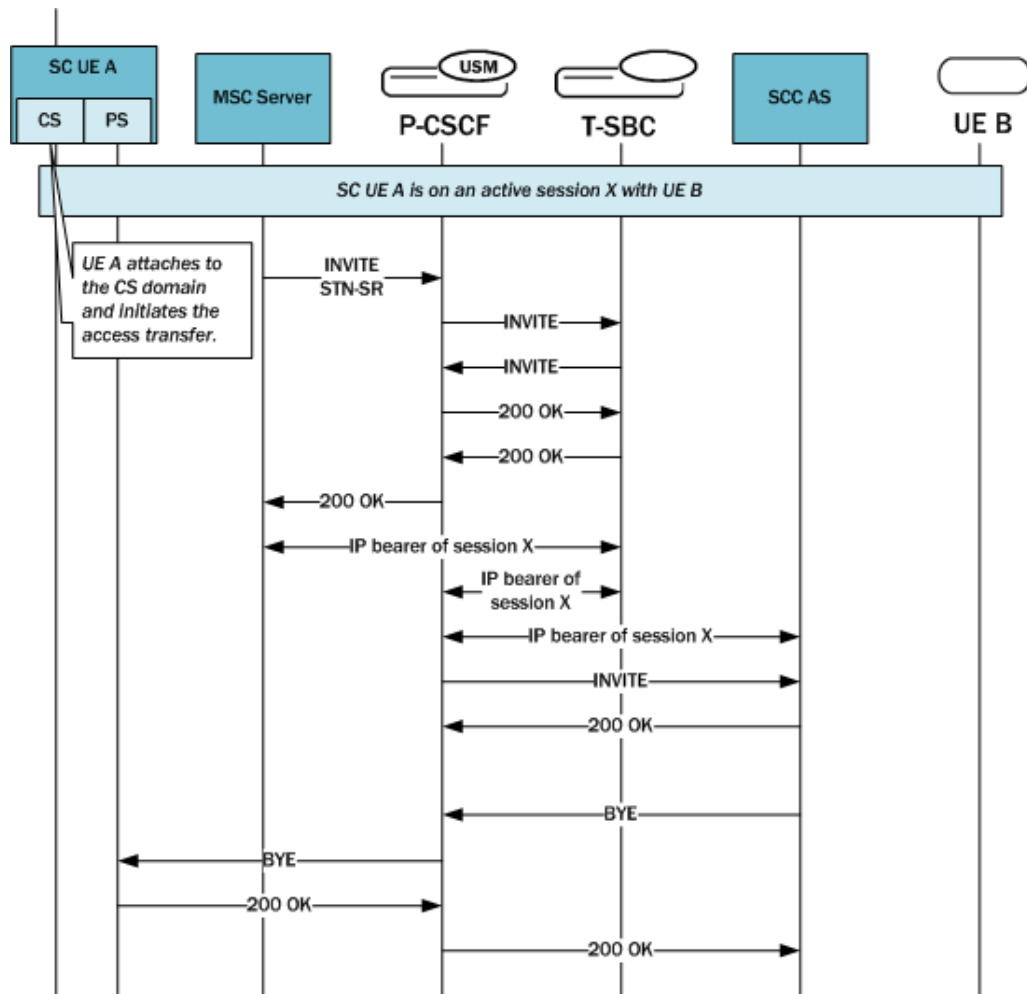 SC UE A
CS
PS
MSC Server
USM
P-CSCF
T-SBC
SCC AS
UE B
SC UE A is on an active session X with UE B
UE A attaches to
the CS domain
and initiates the
access transfer.
INVITE
STN-SR
INVITE
INVITE
200 OK
200 OK
200 OK
IP bearer of session X
IP bearer of
session X
IP bearer of session X
INVITE
200 OK
BYE
BYE
200 OK
200 OK